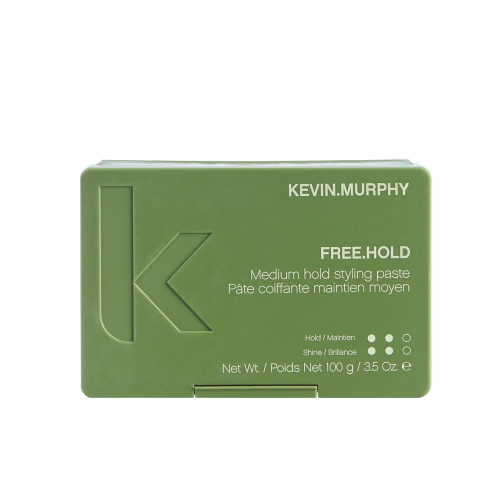 KEVIN.MURPHY
FREE.HOLD
Medium hold styling paste
Pâte coiffante maintien moyen
Hold / Maintien
Shine / Brillance
Net Wt. / Poids Net 100 g / 3.5 Oz. ℮